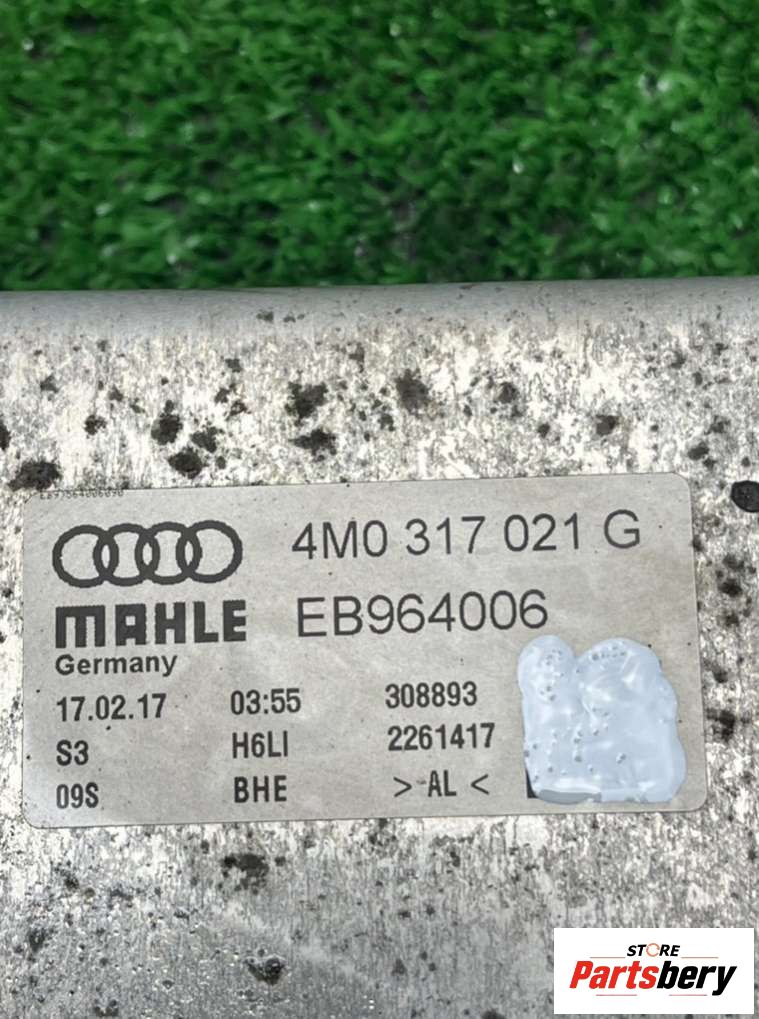 4M0 317 021 G
MAHLE EB964006
Germany
17.02.17 03:55 308893
S3 H6LI 2261417
09S BHE >AL<
STORE
Partsbery